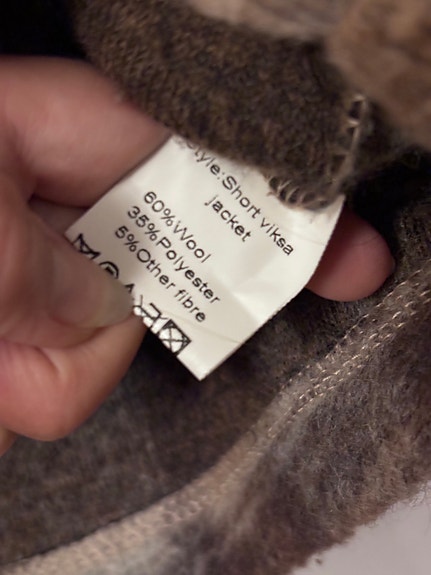 Style:Short viksa
jacket
60%Wool
35%Polyester
5%Other fibre